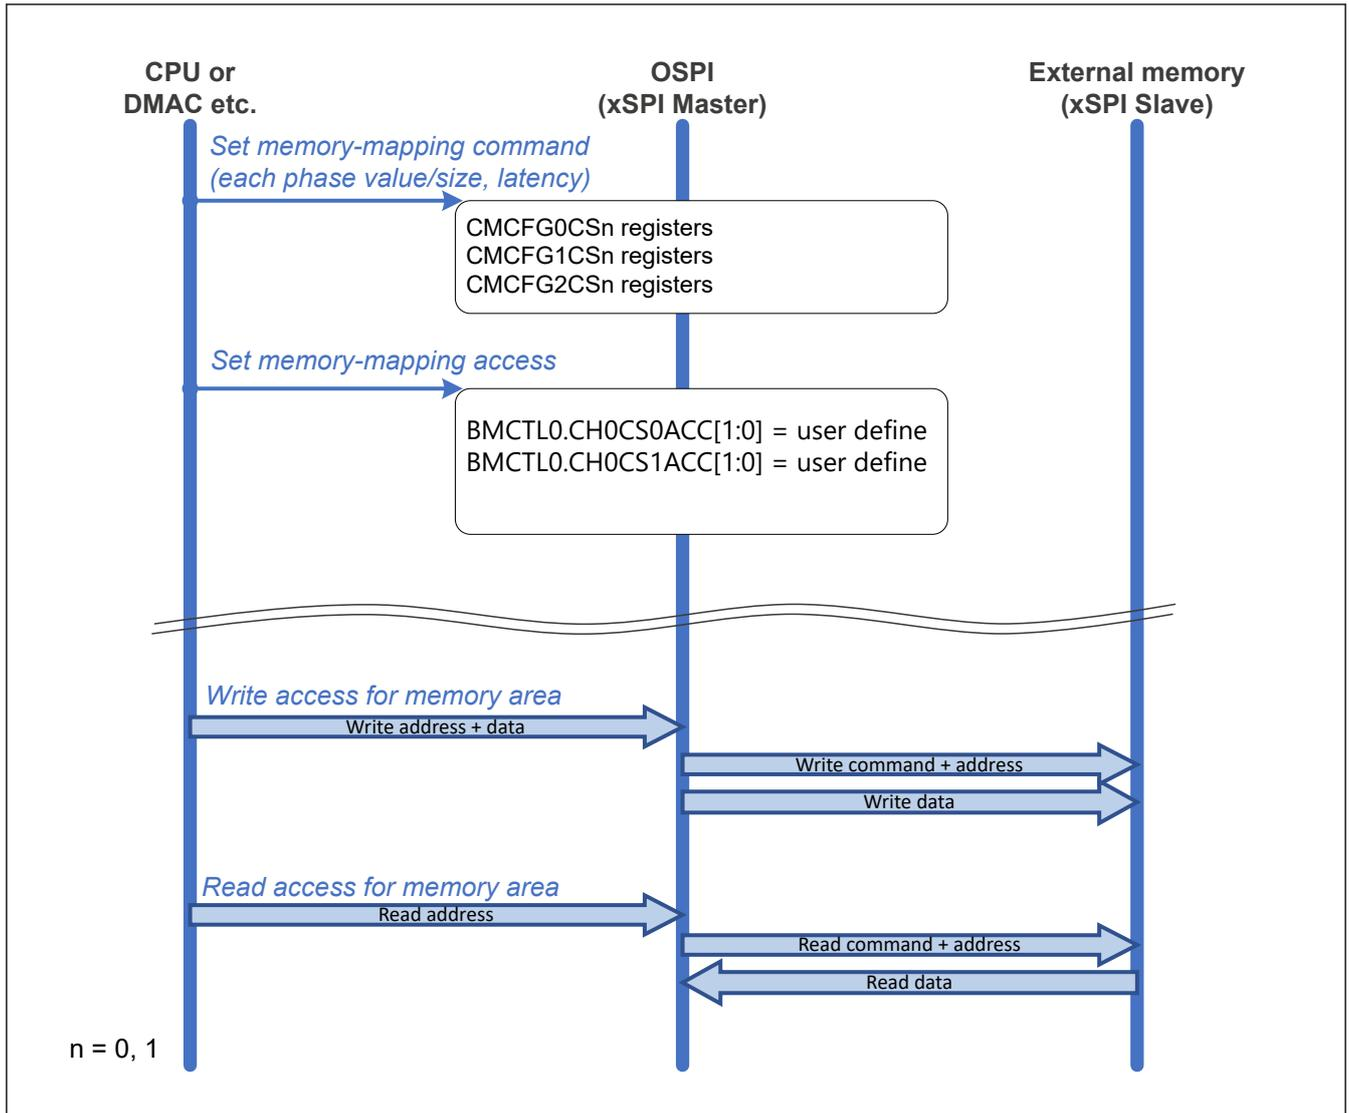 CPU or
DMAC etc.
OSPI
(xSPI Master)
External memory
(xSPI Slave)
Set memory-mapping command
(each phase value/size, latency)
CMCFG0CSn registers
CMCFG1CSn registers
CMCFG2CSn registers
Set memory-mapping access
BMCTL0.CH0CS0ACC[1:0] = user define
BMCTL0.CH0CS1ACC[1:0] = user define
Write access for memory area
Write address + data
Write command + address
Write data
Read access for memory area
Read address
Read command + address
Read data
n = 0, 1